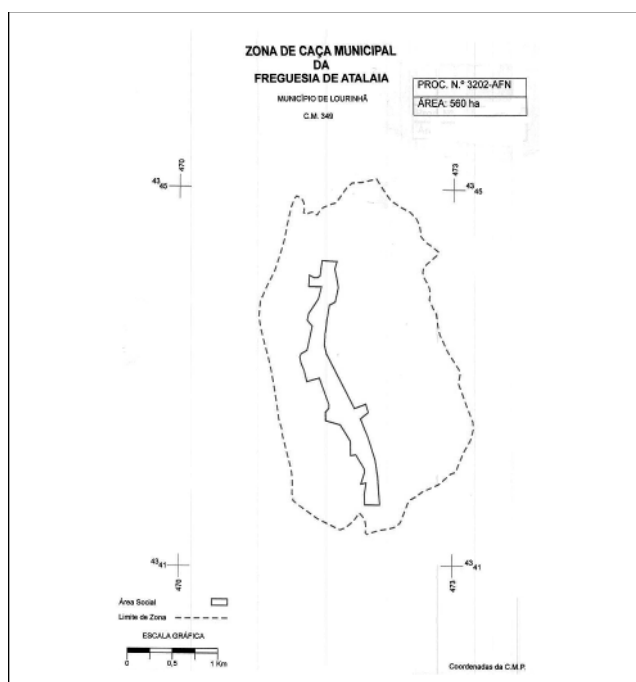 ZONA DE CAÇA MUNICIPAL
DA
FREGUESIA DE ATALAIA
MUNICÍPIO DE LOURINHÃ
C.M. 349
PROC. N.º 3202-AFN
ÁREA: 560 ha
470
43 45
473
43 45
43 41
470
43 41
473
Área Social
Limite de Zona
ESCALA GRÁFICA
0 0,5 1 Km
Coordenadas da C.M.P.